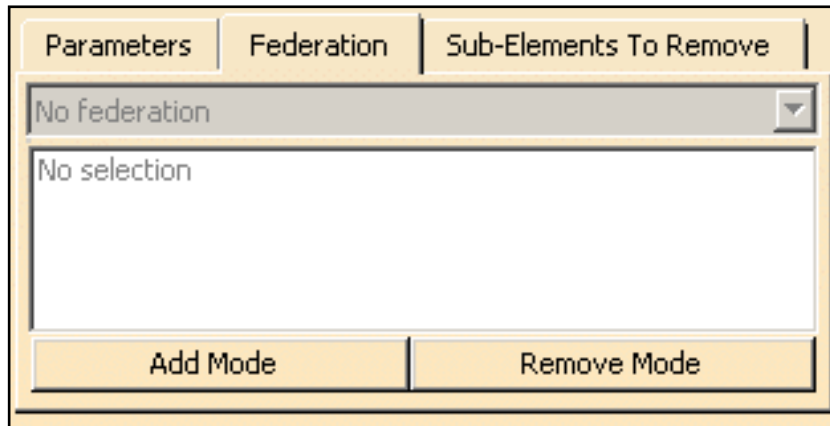 Parameters Federation Sub-Elements To Remove
No federation
No selection
Add Mode Remove Mode